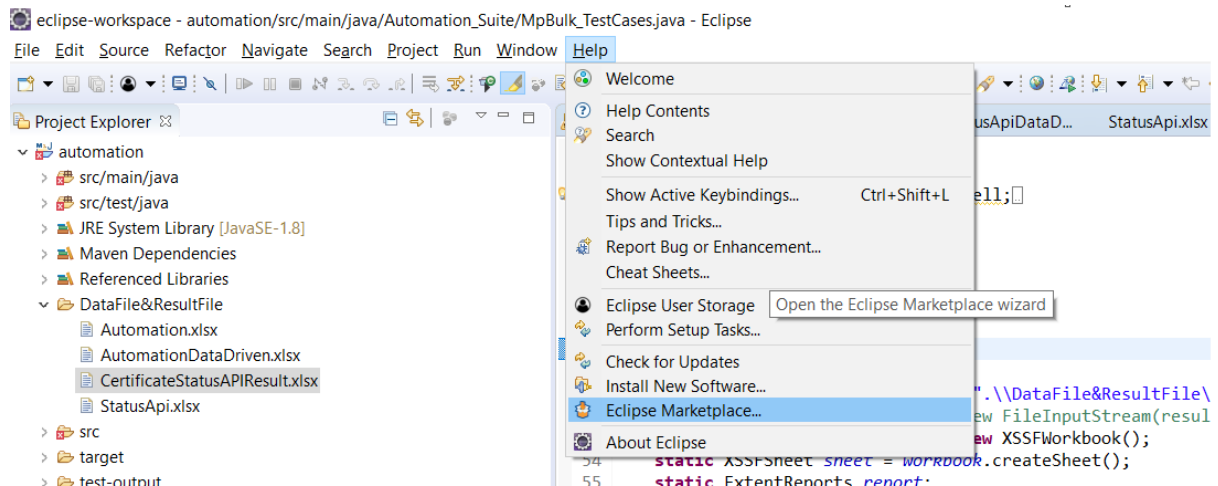 eclipse-workspace - automation/src/main/java/Automation_Suite/MpBulk_TestCases.java - Eclipse
File Edit Source Refactor Navigate Search Project Run Window Help
Project Explorer
automation
src/main/java
src/test/java
JRE System Library [JavaSE-1.8]
Maven Dependencies
Referenced Libraries
DataFile&ResultFile
Automation.xlsx
AutomationDataDriven.xlsx
CertificateStatusAPIResult.xlsx
StatusApi.xlsx
src
target
test-output
Welcome
Help Contents
Search
Show Contextual Help
Show Active Keybindings... Ctrl+Shift+L
Tips and Tricks...
Report Bug or Enhancement...
Cheat Sheets...
Eclipse User Storage
Open the Eclipse Marketplace wizard
Perform Setup Tasks...
Check for Updates
Install New Software...
Eclipse Marketplace...
About Eclipse
usApiDataD... StatusApi.xlsx
ell;
".\\DataFile&ResultFile\
ew FileInputStream(resul
ew XSSFWorkbook();
54 static XSSFSheet sheet = workbook.createSheet();
55 static ExtentReports report;